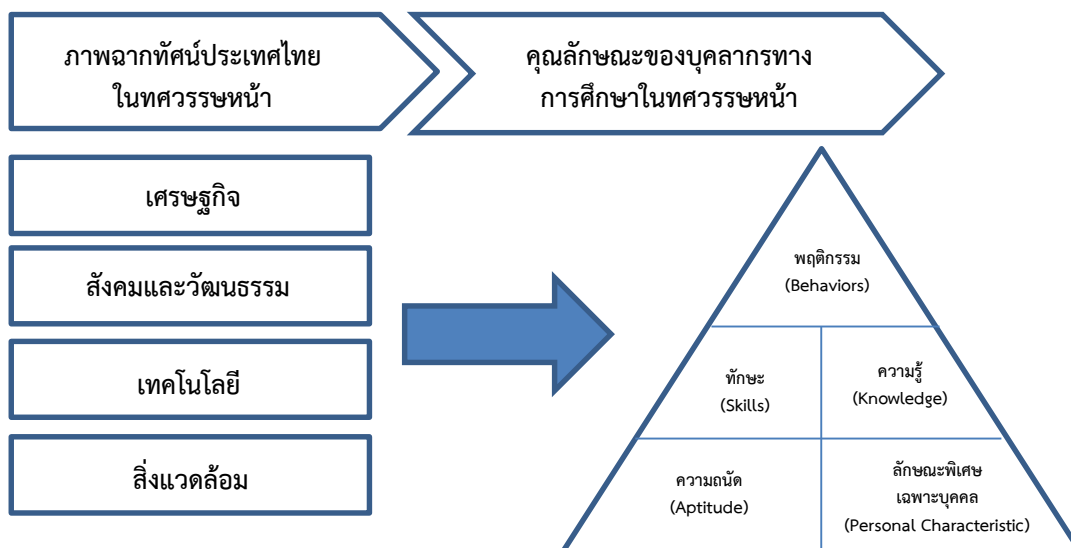 ภาพฉากทัศน์ประเทศไทย
ในทศวรรษหน้า
คุณลักษณะของบุคลากรทาง
การศึกษาในทศวรรษหน้า
เศรษฐกิจ
สังคมและวัฒนธรรม
เทคโนโลยี
สิ่งแวดล้อม
พฤติกรรม
(Behaviors)
ทักษะ
(Skills)
ความรู้
(Knowledge)
ความถนัด
(Aptitude)
ลักษณะพิเศษ
เฉพาะบุคคล
(Personal Characteristic)